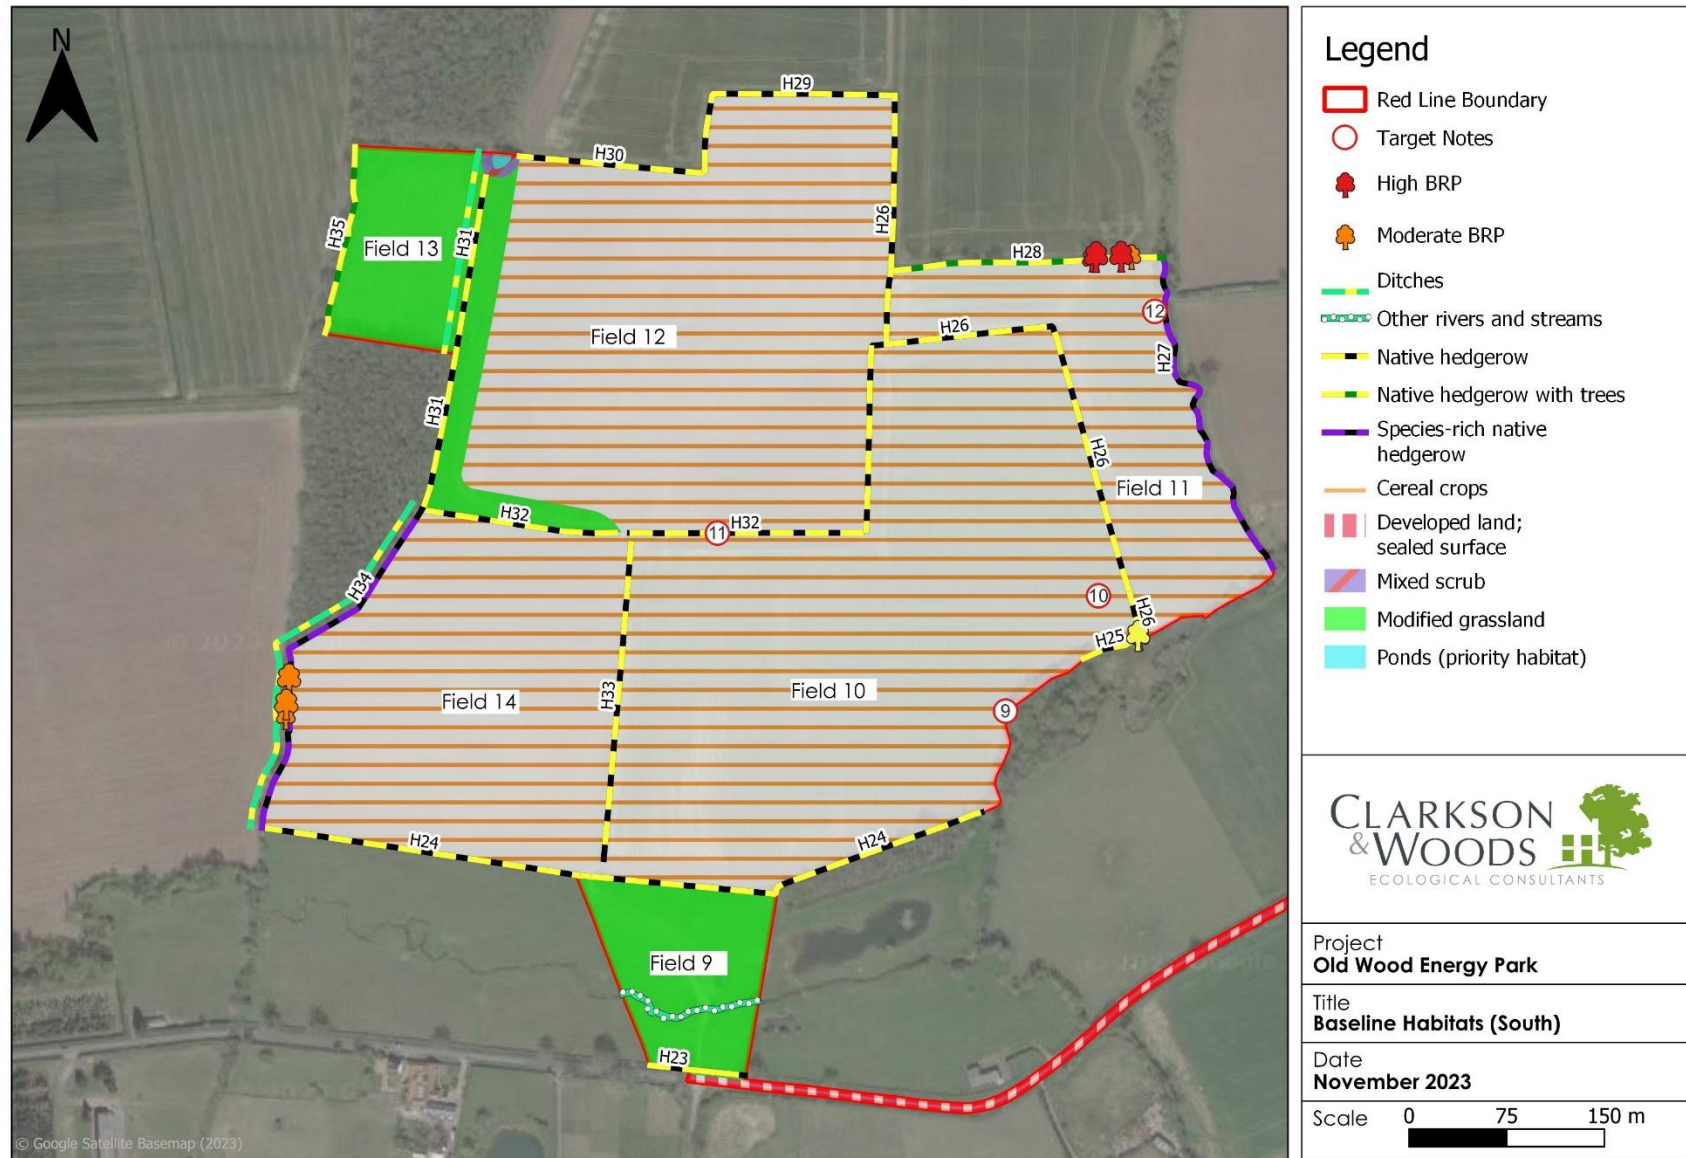 N
H29
H30
H35
Field 13
H31
H26
H28
12
Field 12
H26
H27
H31
H26
Field 11
H32
11
H32
H34
10
H26
H25
Field 14
H33
Field 10
9
H24
H24
Field 9
H23
© Google Satellite Basemap (2023)
Legend
Red Line Boundary
Target Notes
High BRP
Moderate BRP
Ditches
Other rivers and streams
Native hedgerow
Native hedgerow with trees
Species-rich native
hedgerow
Cereal crops
Developed land;
sealed surface
Mixed scrub
Modified grassland
Ponds (priority habitat)
CLARKSON
& WOODS
ECOLOGICAL CONSULTANTS
Project
Old Wood Energy Park
Title
Baseline Habitats (South)
Date
November 2023
Scale 0 75 150 m